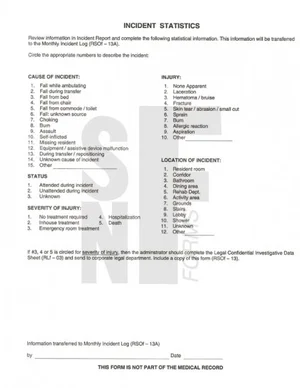 INCIDENT STATISTICS
Review information in Incident Report and complete the following statistical information. This information will be transferred
to the Monthly Incident Log (RSOf – 13A).
Circle the appropriate numbers to describe the incident:
CAUSE OF INCIDENT:
1. Fall while ambulating
2. Fall during transfer
3. Fall from bed
4. Fall from chair
5. Fall from commode / toilet
6. Fall: unknown source
7. Choking
8. Burn
9. Assault
10. Self-inflicted
11. Missing resident
12. Equipment / assistive device malfunction
13. During transfer / repositioning
14. Unknown cause of incident
15. Other
STATUS
1. Attended during incident
2. Unattended during incident
3. Unknown
SEVERITY OF INJURY:
1. No treatment required 4. Hospitalization
2. Inhouse treatment 5. Death
3. Emergency room treatment
INJURY:
1. None Apparent
2. Laceration
3. Hematoma / bruise
4. Fracture
5. Skin tear / abrasion / small cut
6. Sprain
7. Burn
8. Allergic reaction
9. Aspiration
10. Other
LOCATION OF INCIDENT:
1. Resident room
2. Corridor
3. Bathroom
4. Dining area
5. Rehab Dept.
6. Activity area
7. Grounds
8. Stairs
9. Lobby
10. Shower
11. Unknown
12. Other
If #3, 4 or 5 is circled for severity of injury, then the administrator should complete the Legal Confidential Investigative Data
Sheet (RLf – 03) and send to corporate legal department. Include a copy of this form (RSOf – 13).
Information transferred to Monthly Incident Log (RSOf – 13A)
by Date
THIS FORM IS NOT PART OF THE MEDICAL RECORD
FORMS